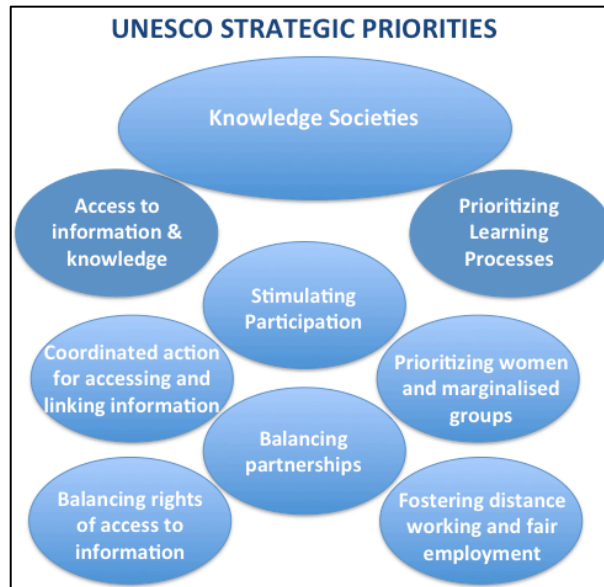 UNESCO STRATEGIC PRIORITIES
Knowledge Societies
Access to
information &
knowledge
Prioritizing
Learning
Processes
Stimulating
Participation
Coordinated action
for accessing and
linking information
Prioritizing women
and marginalised
groups
Balancing
partnerships
Balancing rights
of access to
information
Fostering distance
working and fair
employment